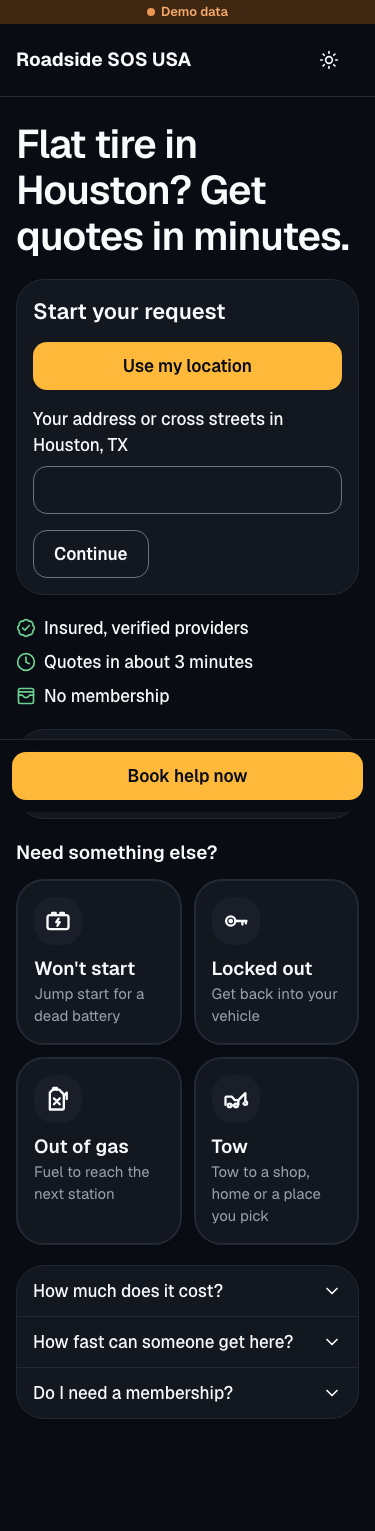 Demo data
Roadside SOS USA
Flat tire in
Houston? Get
quotes in minutes.
Start your request
Use my location
Your address or cross streets in
Houston, TX
Continue
Insured, verified providers
Quotes in about 3 minutes
No membership
Book help now
Need something else?
Won't start
Jump start for a
dead battery
Locked out
Get back into your
vehicle
Out of gas
Fuel to reach the
next station
Tow
Tow to a shop,
home or a place
you pick
How much does it cost?
How fast can someone get here?
Do I need a membership?